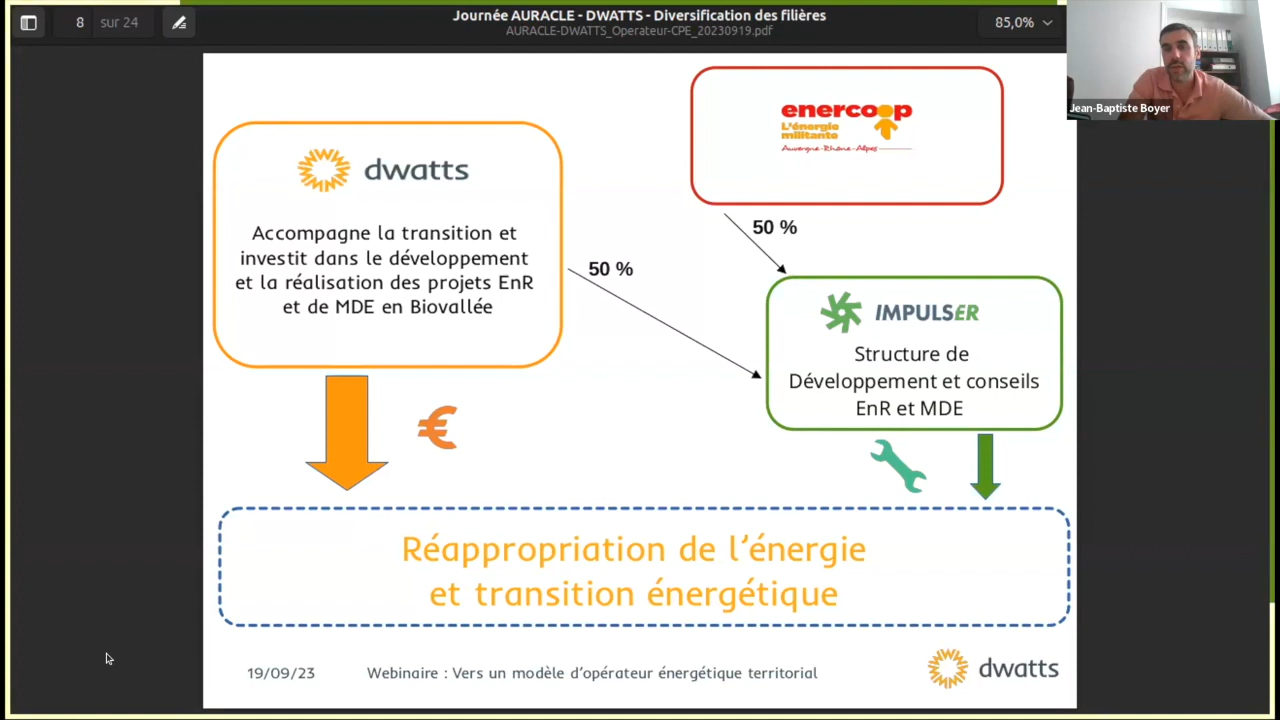 8 sur 24
Journée AURACLE - DWATTS - Diversification des filières
AURACLE-DWATTS_Operateur-CPE_20230919.pdf
85,0%
Jean-Baptiste Boyer
enercoop
L'énergie
militante
Auvergne-Rhône-Alpes
dwatts
Accompagne la transition et
investit dans le développement
et la réalisation des projets EnR
et de MDE en Biovallée
50 %
50 %
IMPULSER
Structure de
Développement et conseils
EnR et MDE
€
Réappropriation de l’énergie
et transition énergétique
19/09/23
Webinaire : Vers un modèle d’opérateur énergétique territorial
dwatts